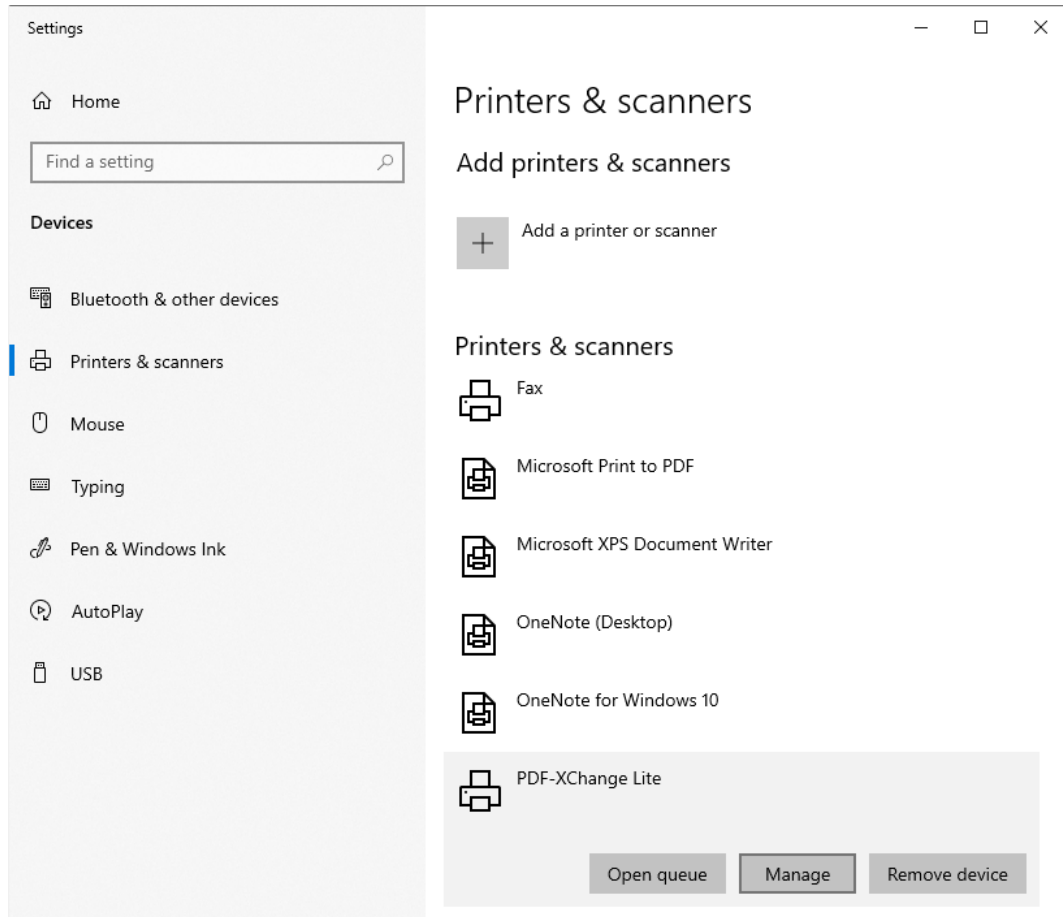 Settings
Home
Find a setting
Devices
Bluetooth & other devices
Printers & scanners
Mouse
Typing
Pen & Windows Ink
AutoPlay
USB
Printers & scanners
Add printers & scanners
Add a printer or scanner
Printers & scanners
Fax
Microsoft Print to PDF
Microsoft XPS Document Writer
OneNote (Desktop)
OneNote for Windows 10
PDF-XChange Lite
Open queue Manage Remove device